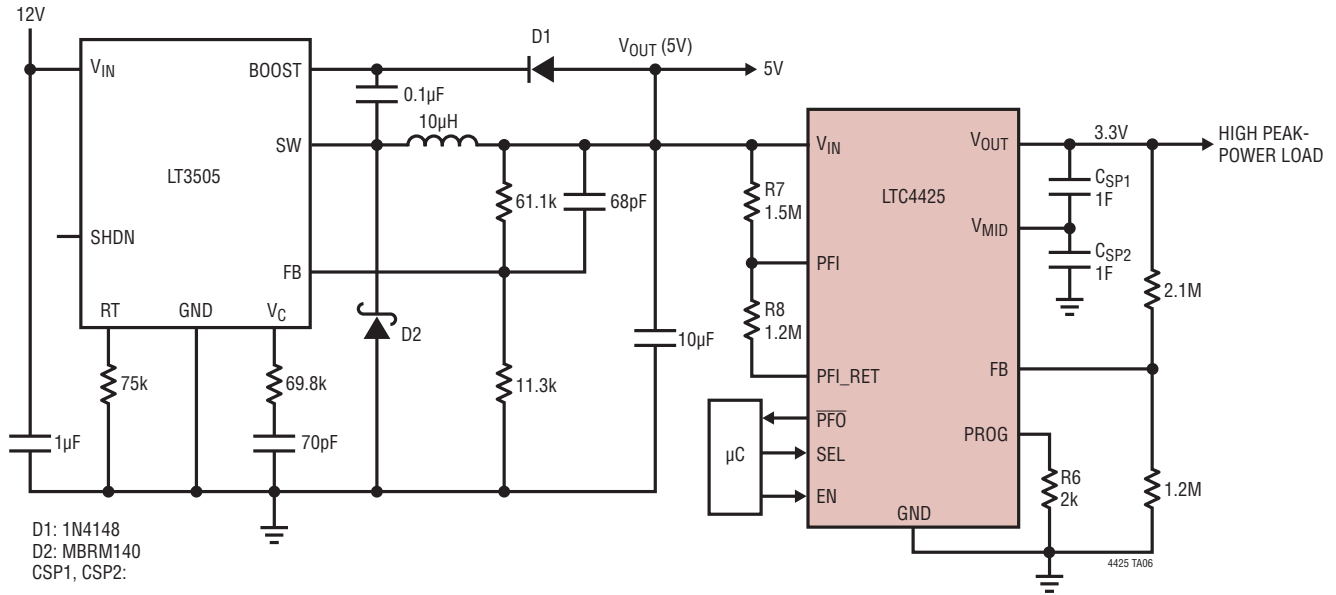 12V
VIN
BOOST
D1
VOUT (5V)
5V
0.1µF
10µH
SW
LT3505
61.1k
68pF
SHDN
FB
RT
GND
VC
D2
10µF
75k
69.8k
11.3k
1µF
70pF
D1: 1N4148
D2: MBRM140
CSP1, CSP2:
VIN
VOUT
3.3V
HIGH PEAK-
POWER LOAD
R7
1.5M
LTC4425
CSP1
1F
VMID
PFI
CSP2
1F
R8
1.2M
2.1M
PFI_RET
FB
PFO
µC
SEL
PROG
EN
R6
2k
1.2M
GND
4425 TA06